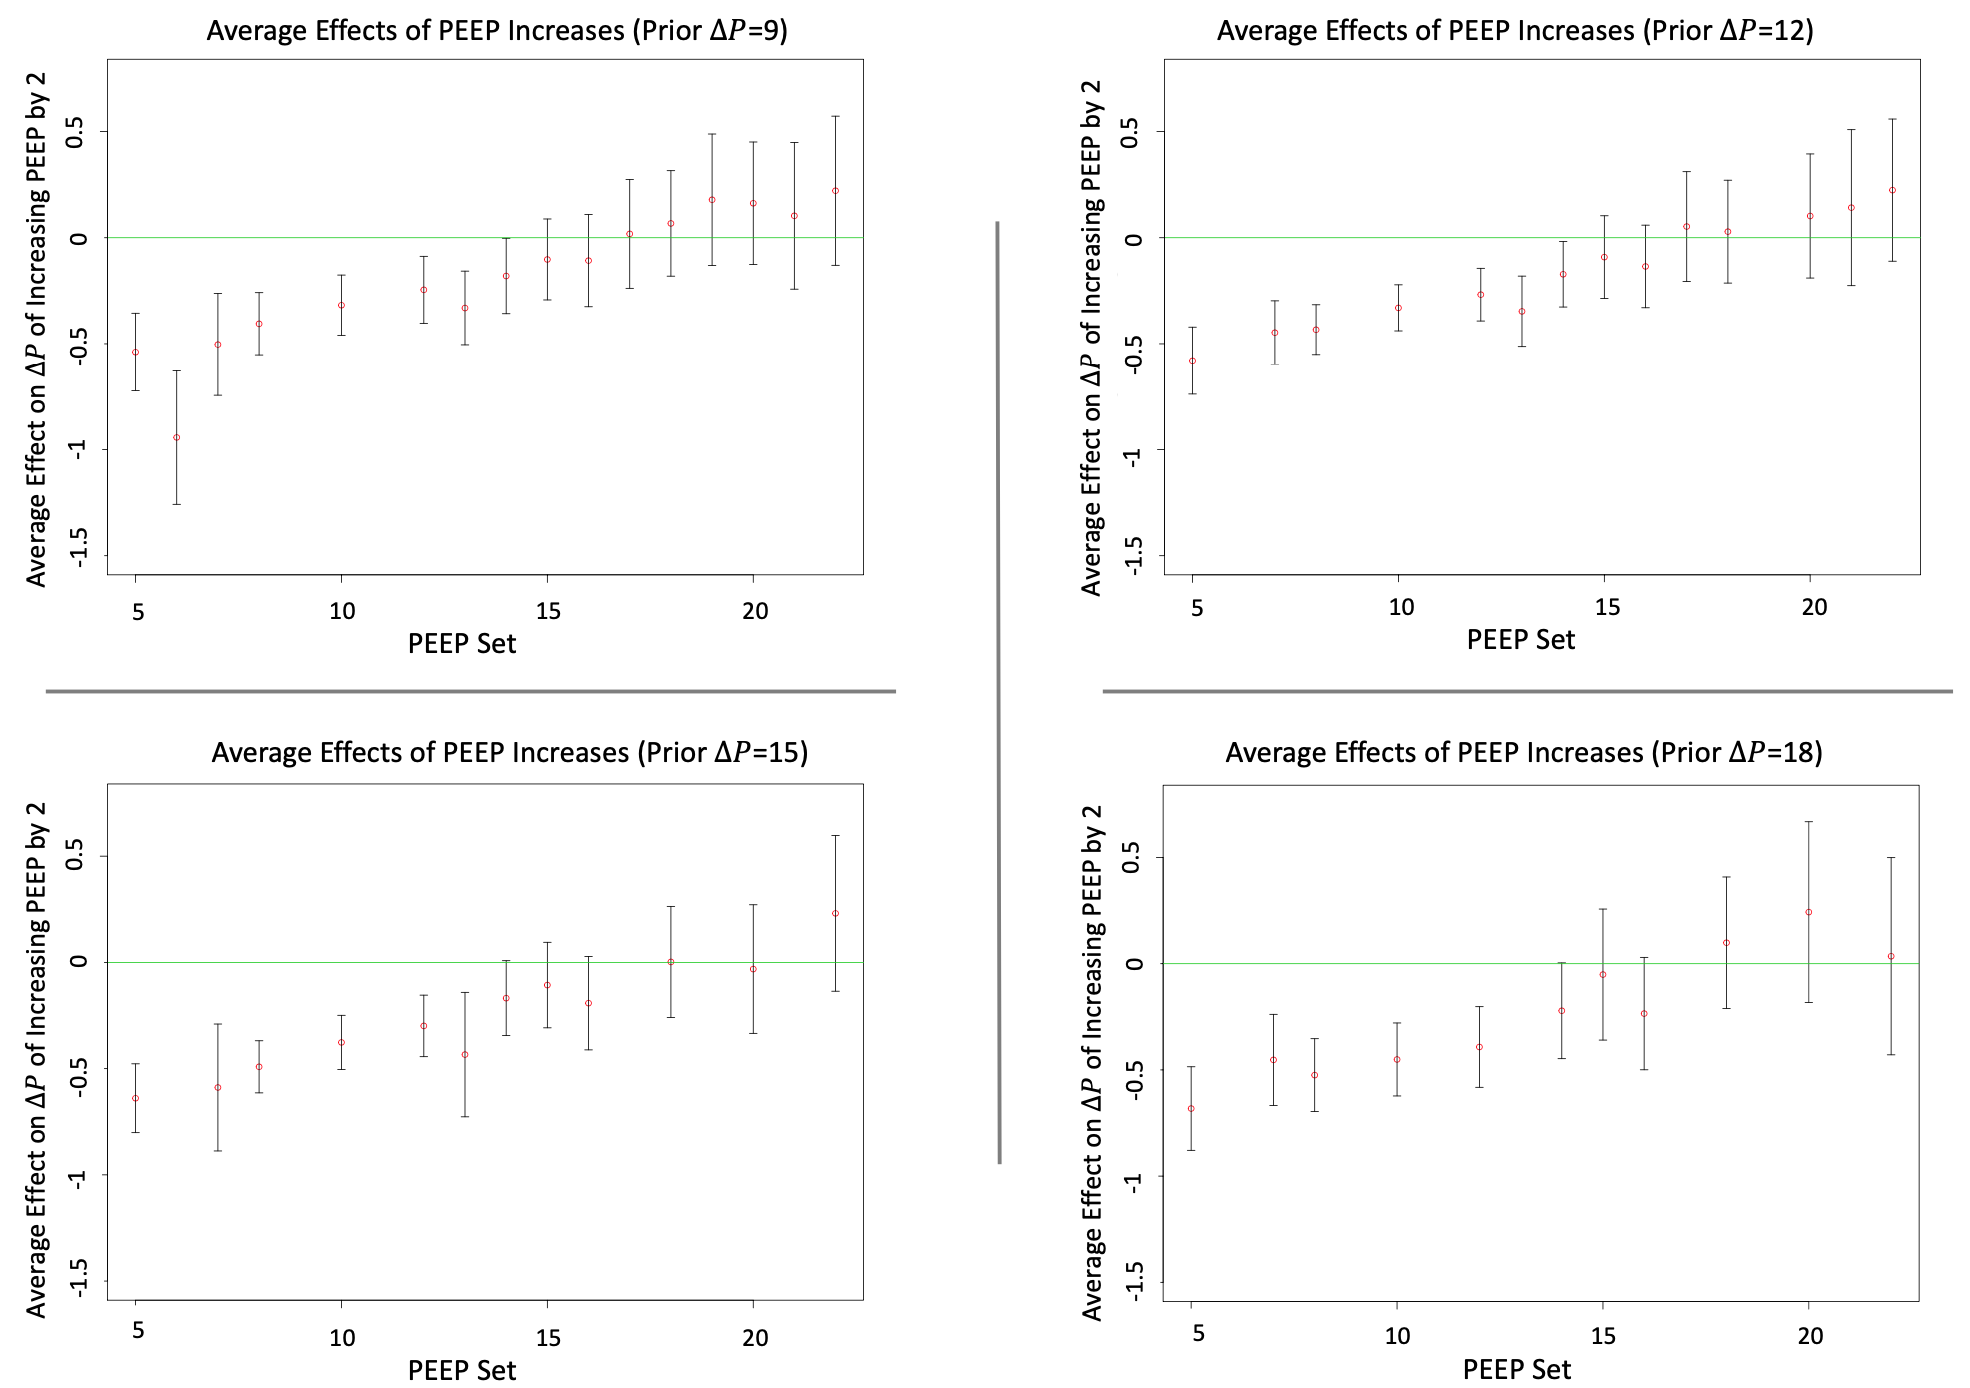 Average Effects of PEEP Increases (Prior Δ𝑃=9)
Average Effect on Δ𝑃 of Increasing PEEP by 2
0.5
0
-0.5
-1
-1.5
5 10 15 20
PEEP Set
Average Effects of PEEP Increases (Prior Δ𝑃=12)
Average Effect on Δ𝑃 of Increasing PEEP by 2
0.5
0
-0.5
-1
-1.5
5 10 15 20
PEEP Set
Average Effects of PEEP Increases (Prior Δ𝑃=15)
Average Effect on Δ𝑃 of Increasing PEEP by 2
0.5
0
-0.5
-1
-1.5
5 10 15 20
PEEP Set
Average Effects of PEEP Increases (Prior Δ𝑃=18)
Average Effect on Δ𝑃 of Increasing PEEP by 2
0.5
0
-0.5
-1
-1.5
5 10 15 20
PEEP Set